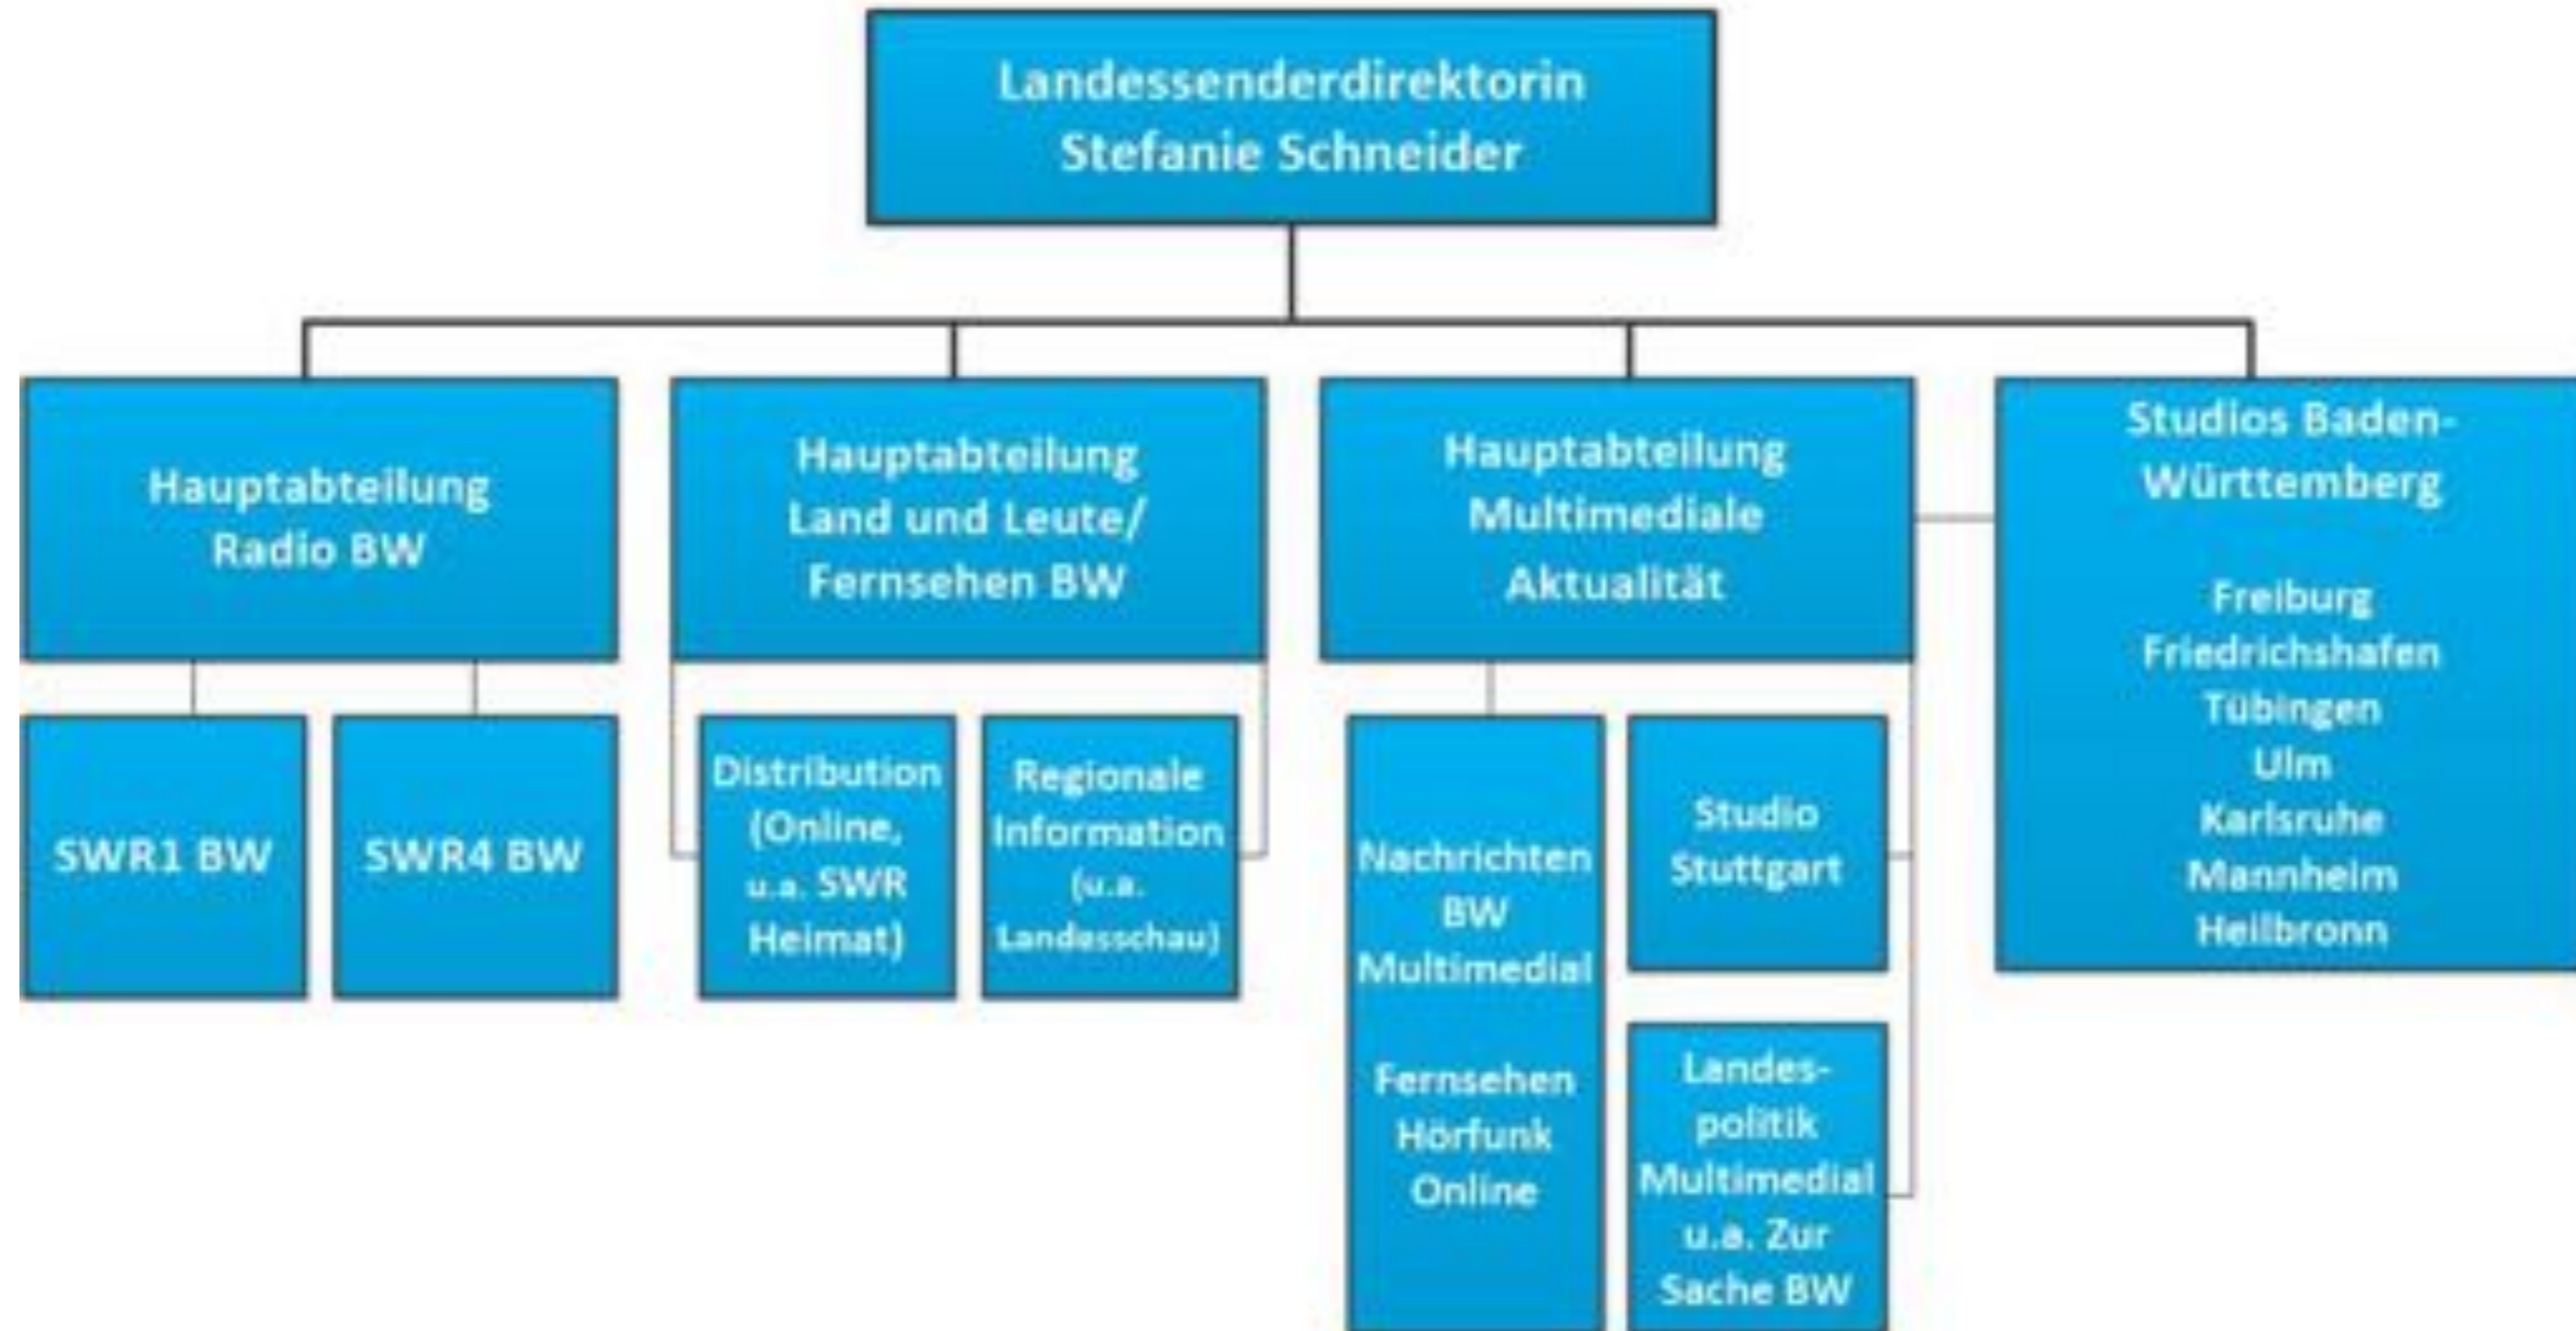 Landessenderdirektorin
Stefanie Schneider
Hauptabteilung
Radio BW
Hauptabteilung
Land und Leute/
Fernsehen BW
Hauptabteilung
Multimediale
Aktualität
Studios Baden-
Württemberg
Freiburg
Friedrichshafen
Tübingen
Ulm
Karlsruhe
Mannheim
Heilbronn
SWR1 BW
SWR4 BW
Distribution
(Online,
u.a. SWR
Heimat)
Regionale
Information
(u.a.
Landesschau)
Nachrichten
BW
Multimedial
Fernsehen
Hörfunk
Online
Studio
Stuttgart
Landes-
politik
Multimedial
u.a. Zur
Sache BW